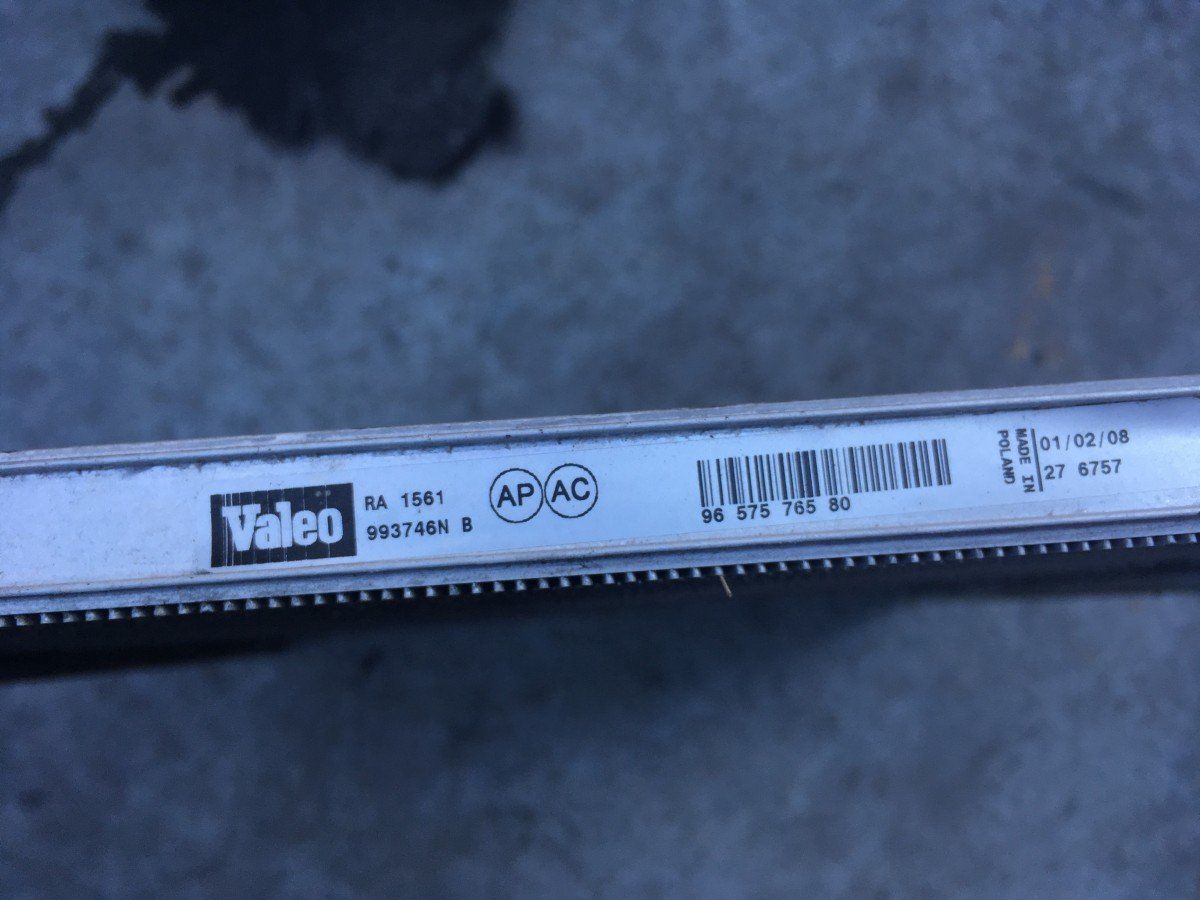 Valeo
RA 1561
993746N B
AP AC
96 575 765 80
MADE IN
POLAND
01/02/08
27 6757